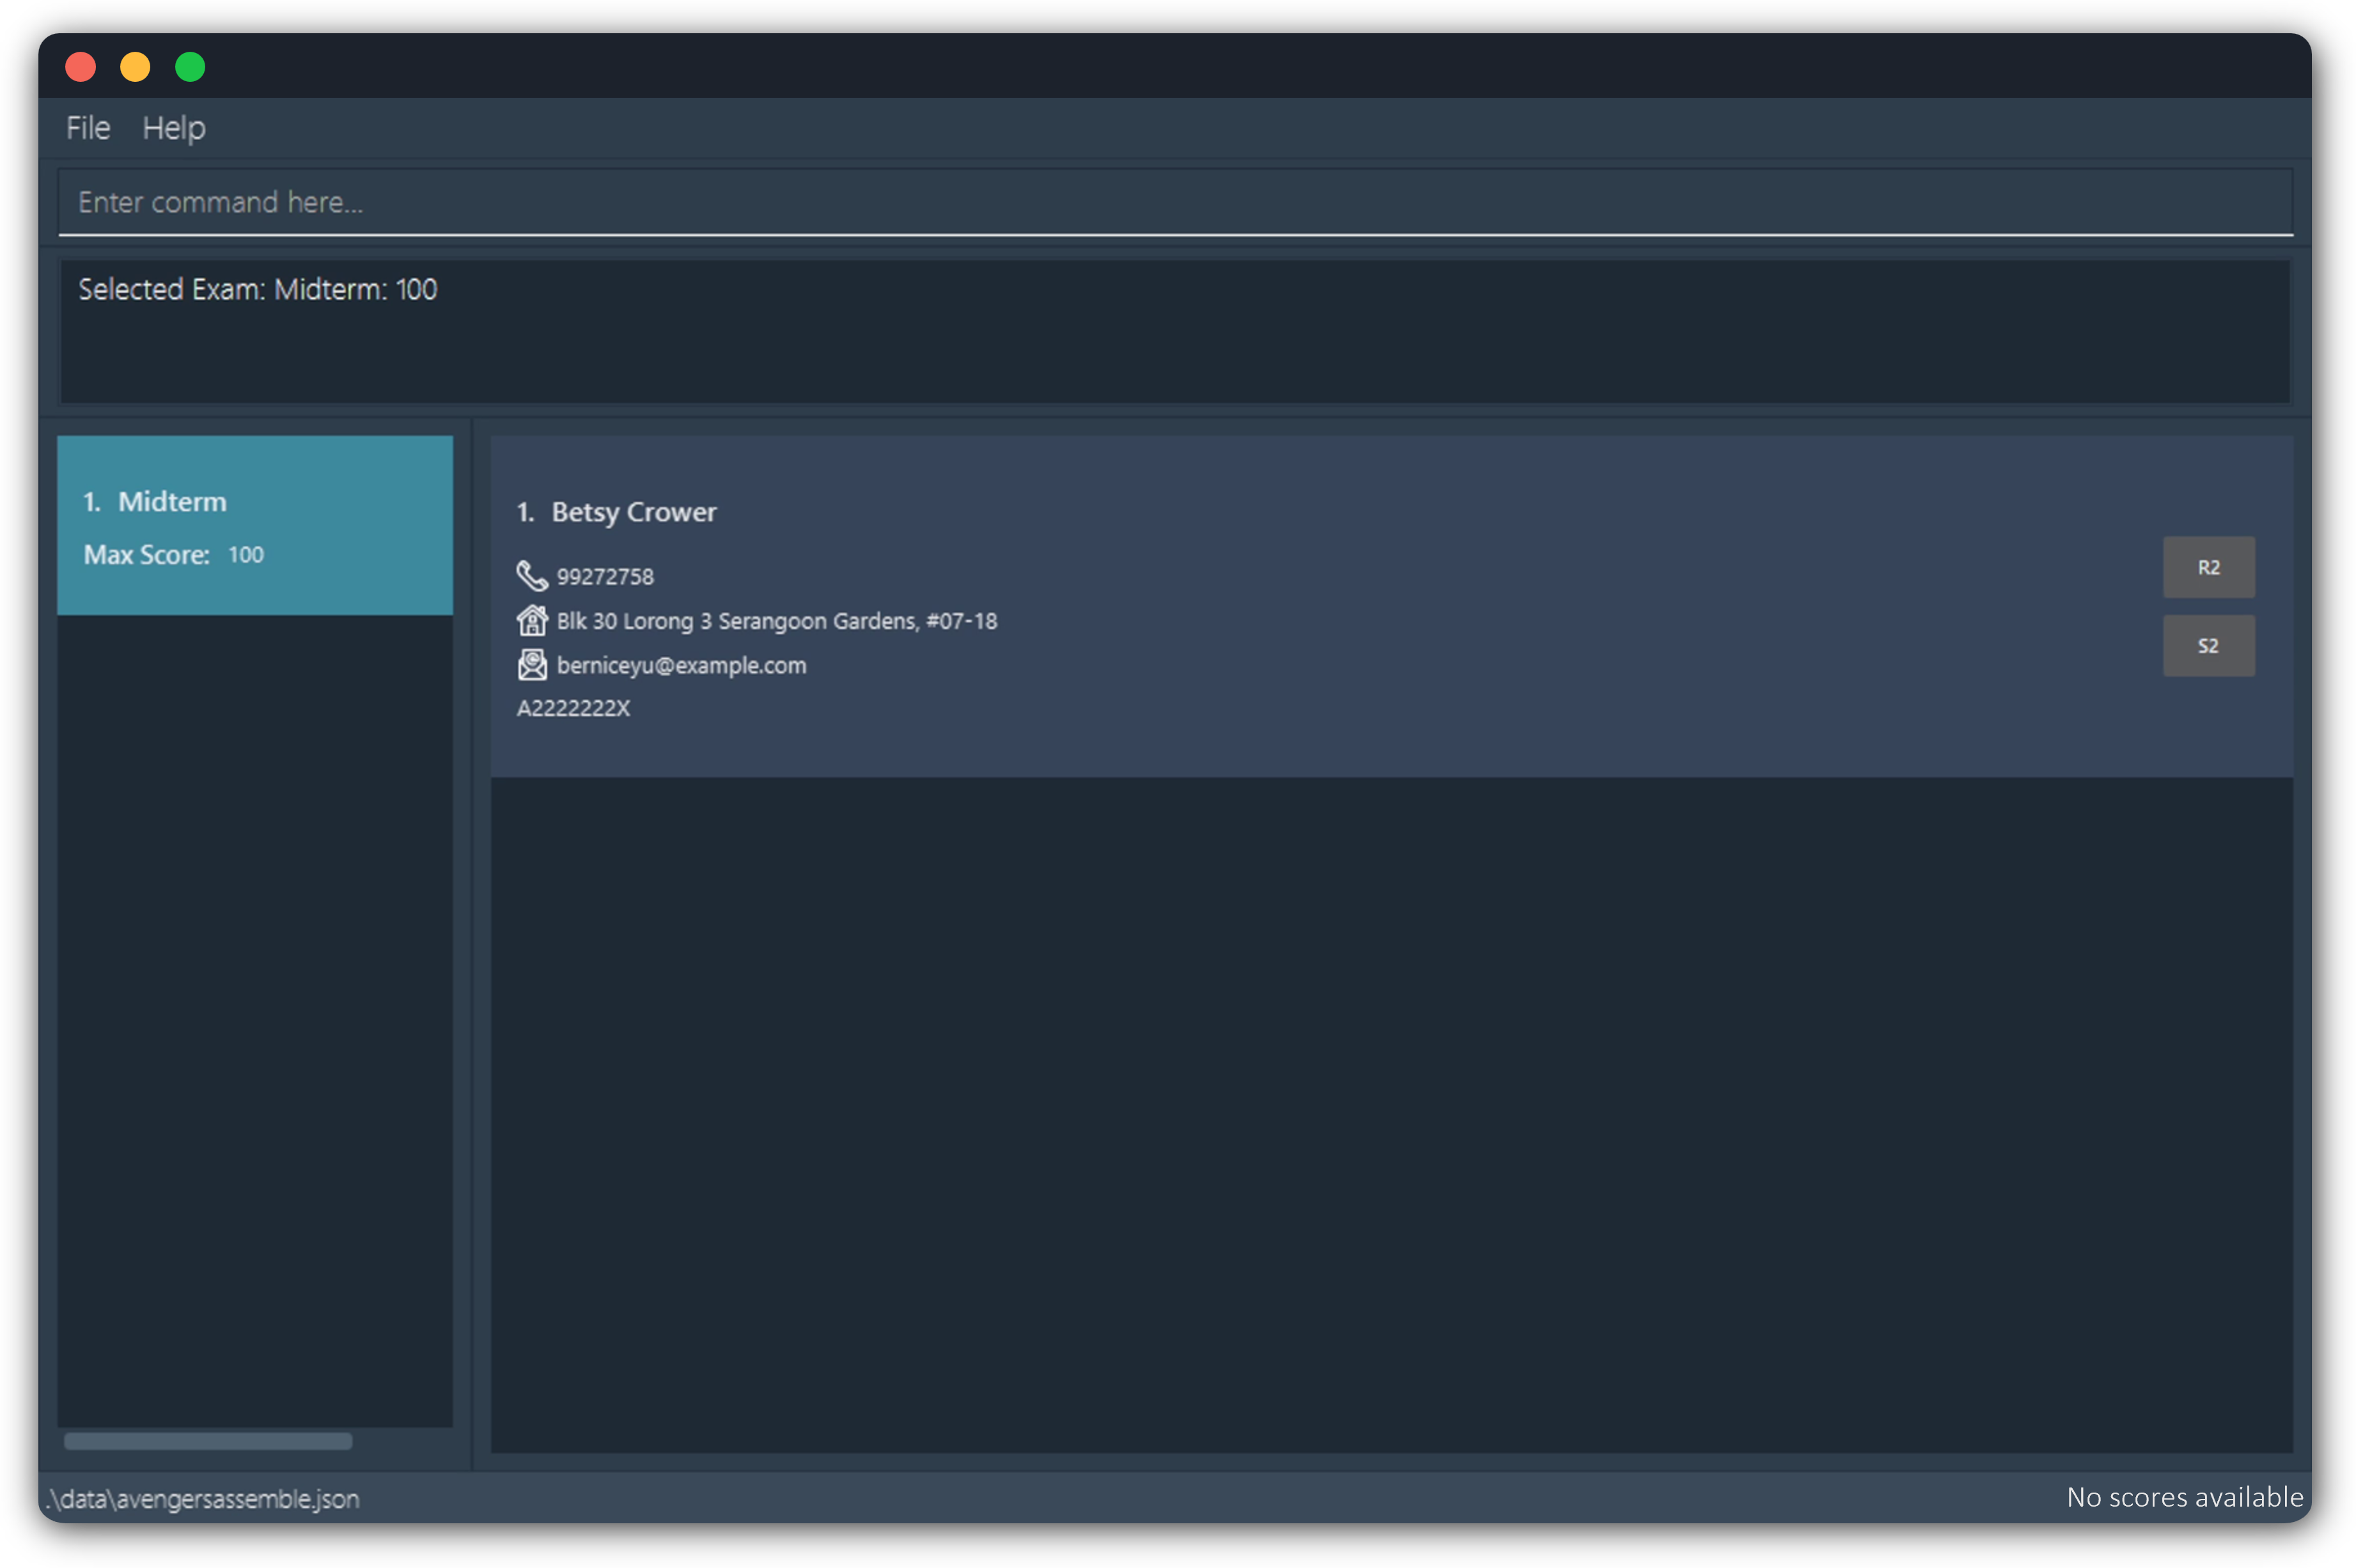 File Help
Enter command here...
Selected Exam: Midterm: 100
1. Midterm
Max Score: 100
1. Betsy Crower
99272758
Blk 30 Lorong 3 Serangoon Gardens, #07-18
berniceyu@example.com
A2222222X
R2
S2
.\data\avengersassemble.json
No scores available